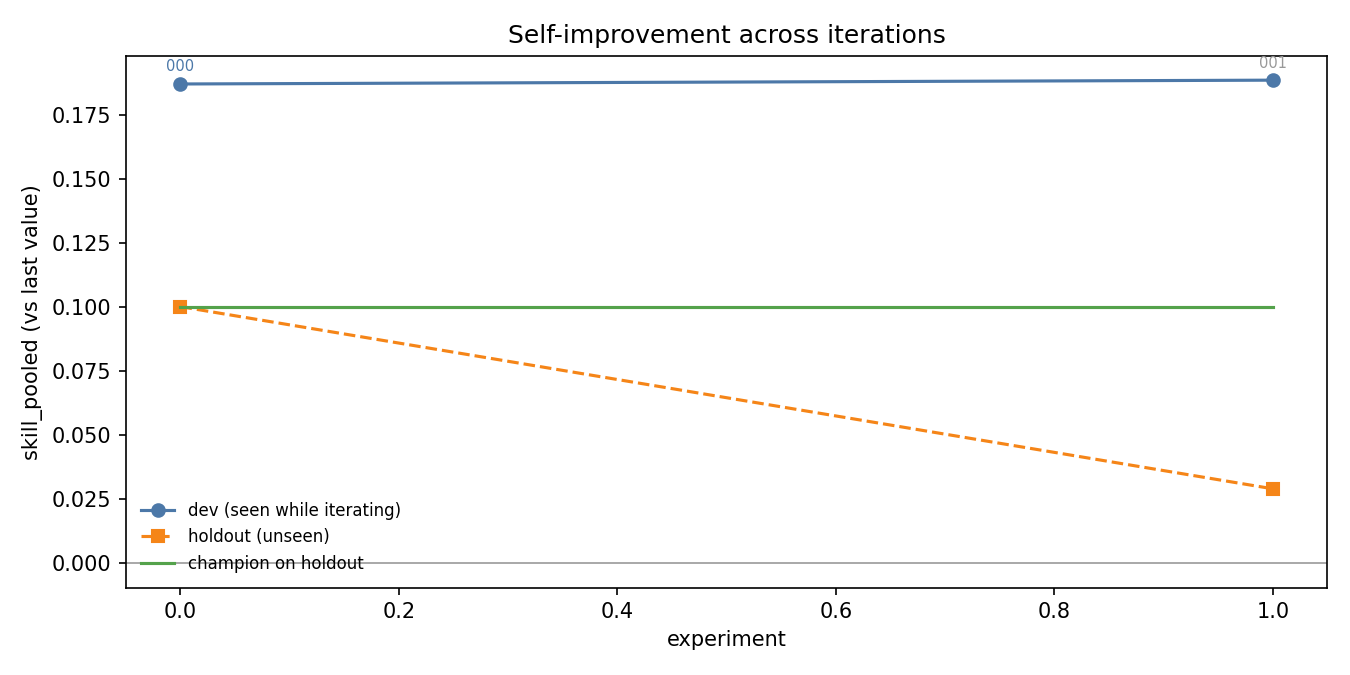 Self-improvement across iterations
000
001
skill_pooled (vs last value)
0.175
0.150
0.125
0.100
0.075
0.050
0.025
0.000
dev (seen while iterating)
holdout (unseen)
champion on holdout
0.0 0.2 0.4 0.6 0.8 1.0
experiment